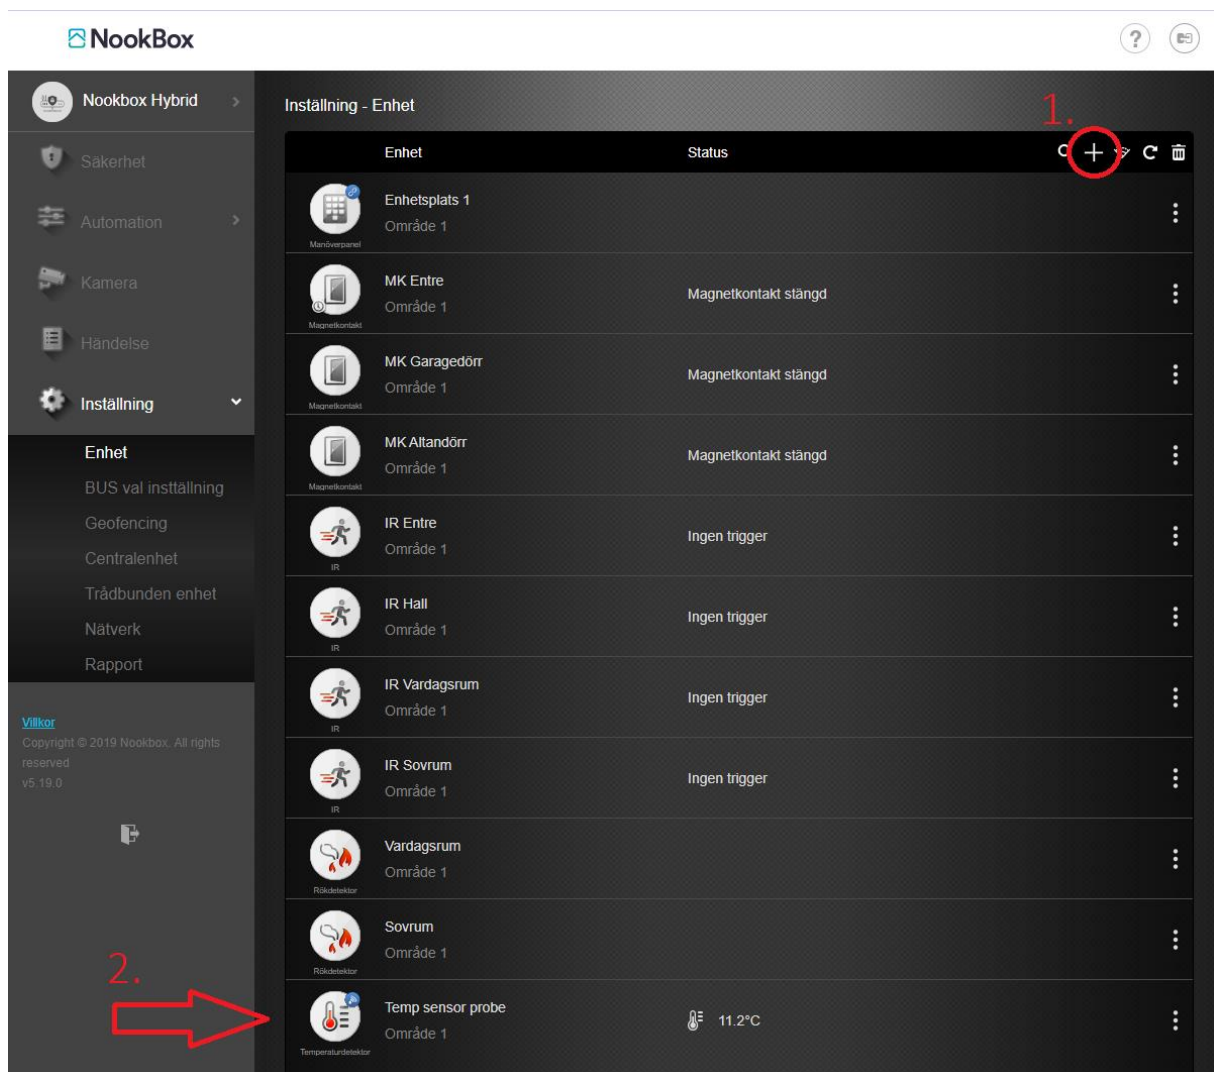 NookBox
?
Nookbox Hybrid
Säkerhet
Automation
Kamera
Händelse
Inställning
Enhet
BUS val insttällning
Geofencing
Centralenhet
Trådbunden enhet
Nätverk
Rapport
Villkor
Copyright © 2019 Nookbox. All rights
reserved
v5.19.0
Inställning - Enhet
1.
Enhet Status
Enhetsplats 1
Område 1
Manöverpanel
MK Entre
Område 1
Magnetkontakt
Magnetkontakt stängd
MK Garagedörr
Område 1
Magnetkontakt
Magnetkontakt stängd
MK Altandörr
Område 1
Magnetkontakt
Magnetkontakt stängd
IR Entre
Område 1
IR
Ingen trigger
IR Hall
Område 1
IR
Ingen trigger
IR Vardagsrum
Område 1
IR
Ingen trigger
IR Sovrum
Område 1
IR
Ingen trigger
Vardagsrum
Område 1
Rökdetektor
Sovrum
Område 1
Rökdetektor
2.
Temp sensor probe
Område 1
Temperaturdetektor
11.2°C